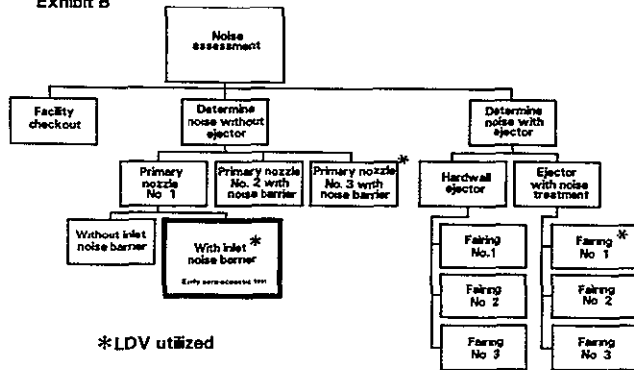 Exhibit B
Noise
assessment
Facility
checkout
Determine
noise without
ejector
Determine
noise with
ejector
Primary
nozzle
No 1
Primary nozzle
No. 2 with
noise barrier
Primary nozzle *
No. 3 with
noise barrier
Hardwall
ejector
Ejector
with noise
treatment
Without inlet
noise barrier
With inlet *
noise barrier
Early aero-acoustic test
Fairing
No.1
Fairing
No 2
Fairing
No 3
Fairing *
No 1
Fairing
No 2
Fairing
No 3
*LDV utilized